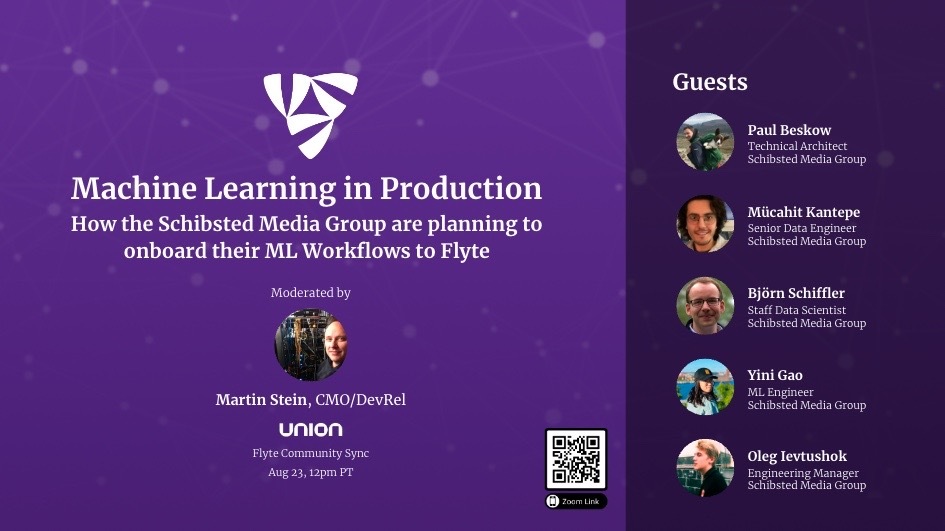 Machine Learning in Production
How the Schibsted Media Group are planning to
onboard their ML Workflows to Flyte
Moderated by
Martin Stein, CMO/DevRel
UNION
Flyte Community Sync
Aug 23, 12pm PT
Zoom Link
Guests
Paul Beskow
Technical Architect
Schibsted Media Group
Mücahit Kantepe
Senior Data Engineer
Schibsted Media Group
Björn Schiffler
Staff Data Scientist
Schibsted Media Group
Yini Gao
ML Engineer
Schibsted Media Group
Oleg Ievtushok
Engineering Manager
Schibsted Media Group